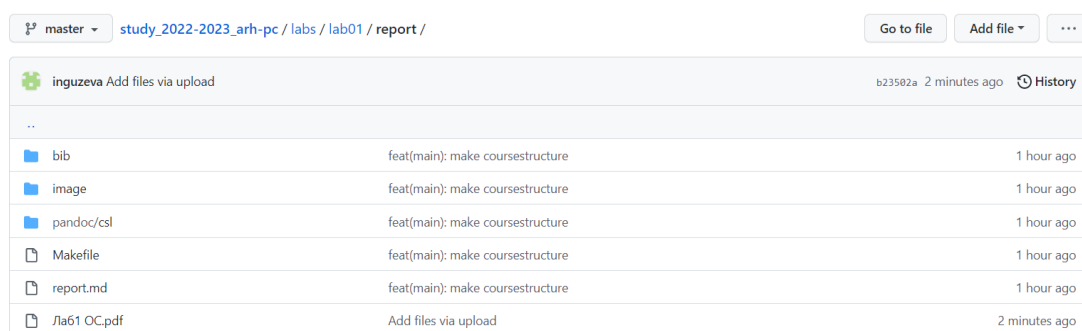 master study_2022-2023_arh-pc / labs / lab01 / report / Go to file Add file ...
inguzeva Add files via upload b23502a 2 minutes ago History
..
bib feat(main): make coursestructure 1 hour ago
image feat(main): make coursestructure 1 hour ago
pandoc/csl feat(main): make coursestructure 1 hour ago
Makefile feat(main): make coursestructure 1 hour ago
report.md feat(main): make coursestructure 1 hour ago
Лаб1 ОС.pdf Add files via upload 2 minutes ago